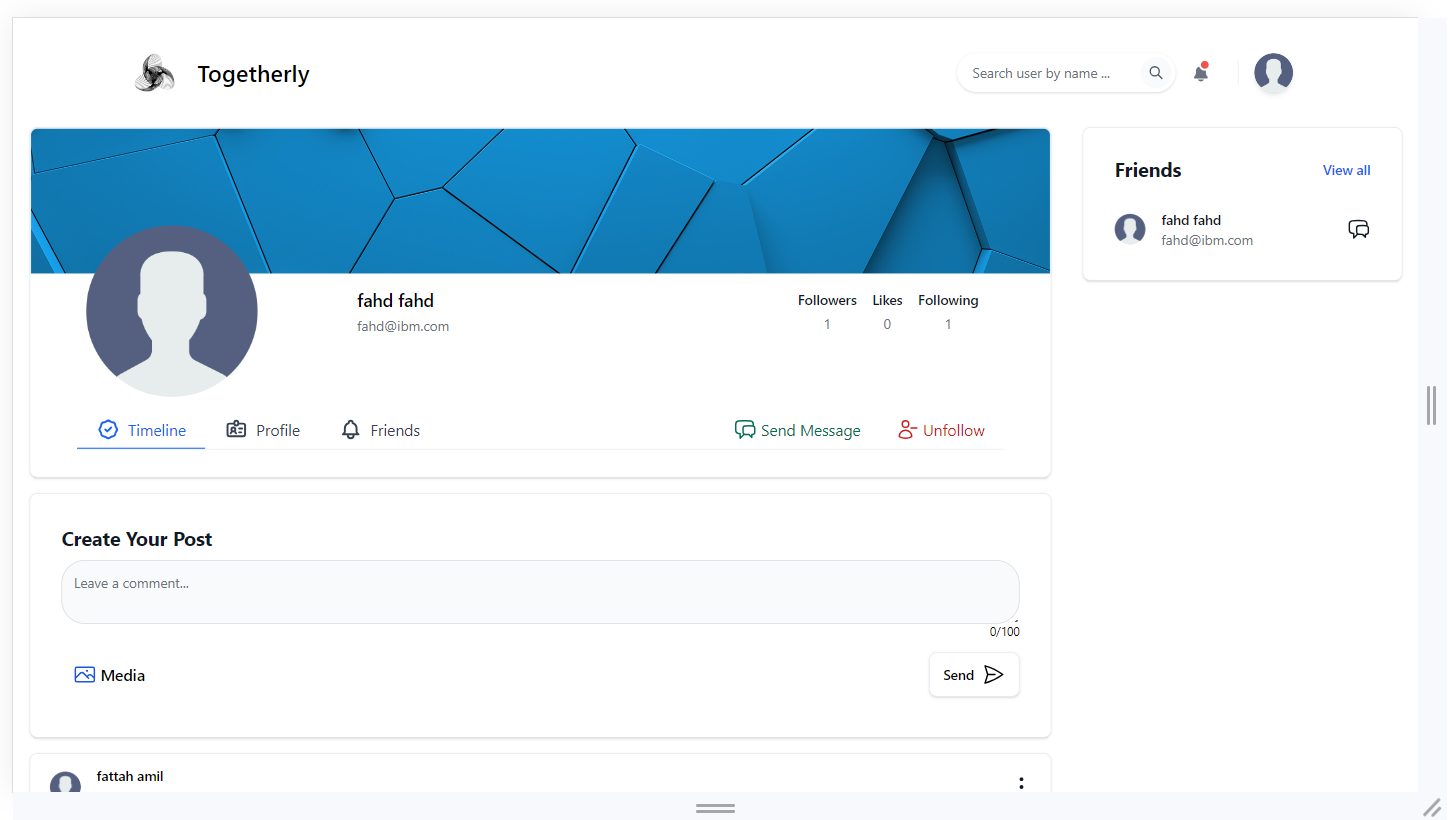 Togetherly
Search user by name ...
fahd fahd
fahd@ibm.com
Followers Likes Following
1 0 1
Timeline Profile Friends Send Message Unfollow
Create Your Post
Leave a comment...
0/100
Media Send
fattah amil
Friends View all
fahd fahd
fahd@ibm.com